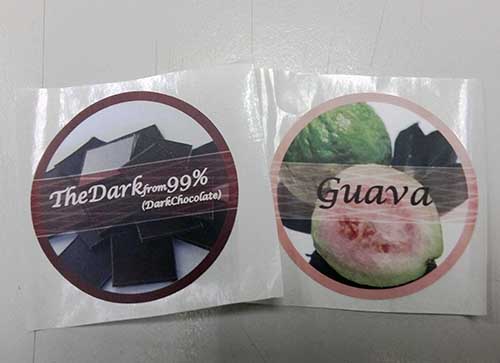 TheDarkfrom99%
(DarkChocolate)
Guava